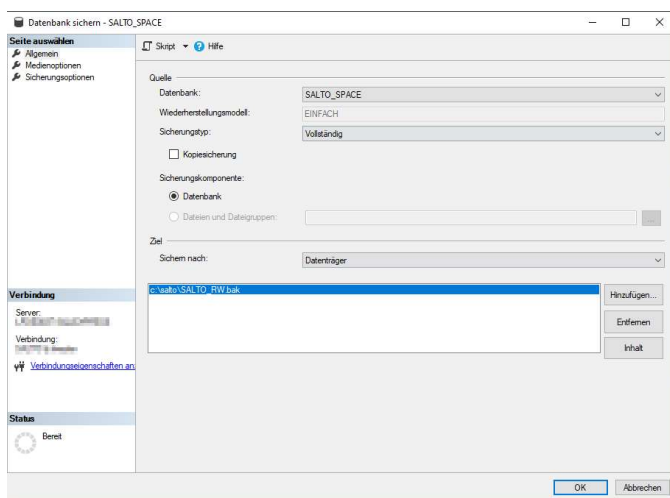 Datenbank sichern - SALTO_SPACE
Seite auswählen
Allgemein
Medienoptionen
Sicherungsoptionen
Skript
Hilfe
Quelle
Datenbank:
SALTO_SPACE
Wiederherstellungsmodell:
EINFACH
Sicherungstyp:
Vollständig
Kopiesicherung
Sicherungskomponente:
Datenbank
Dateien und Dateigruppen:
...
Ziel
Sichern nach:
Datenträger
c:\salto\SALTO_RW.bak
Hinzufügen...
Entfernen
Inhalt
Verbindung
Server:
Verbindung:
Verbindungseigenschaften an
Status
Bereit
OK
Abbrechen